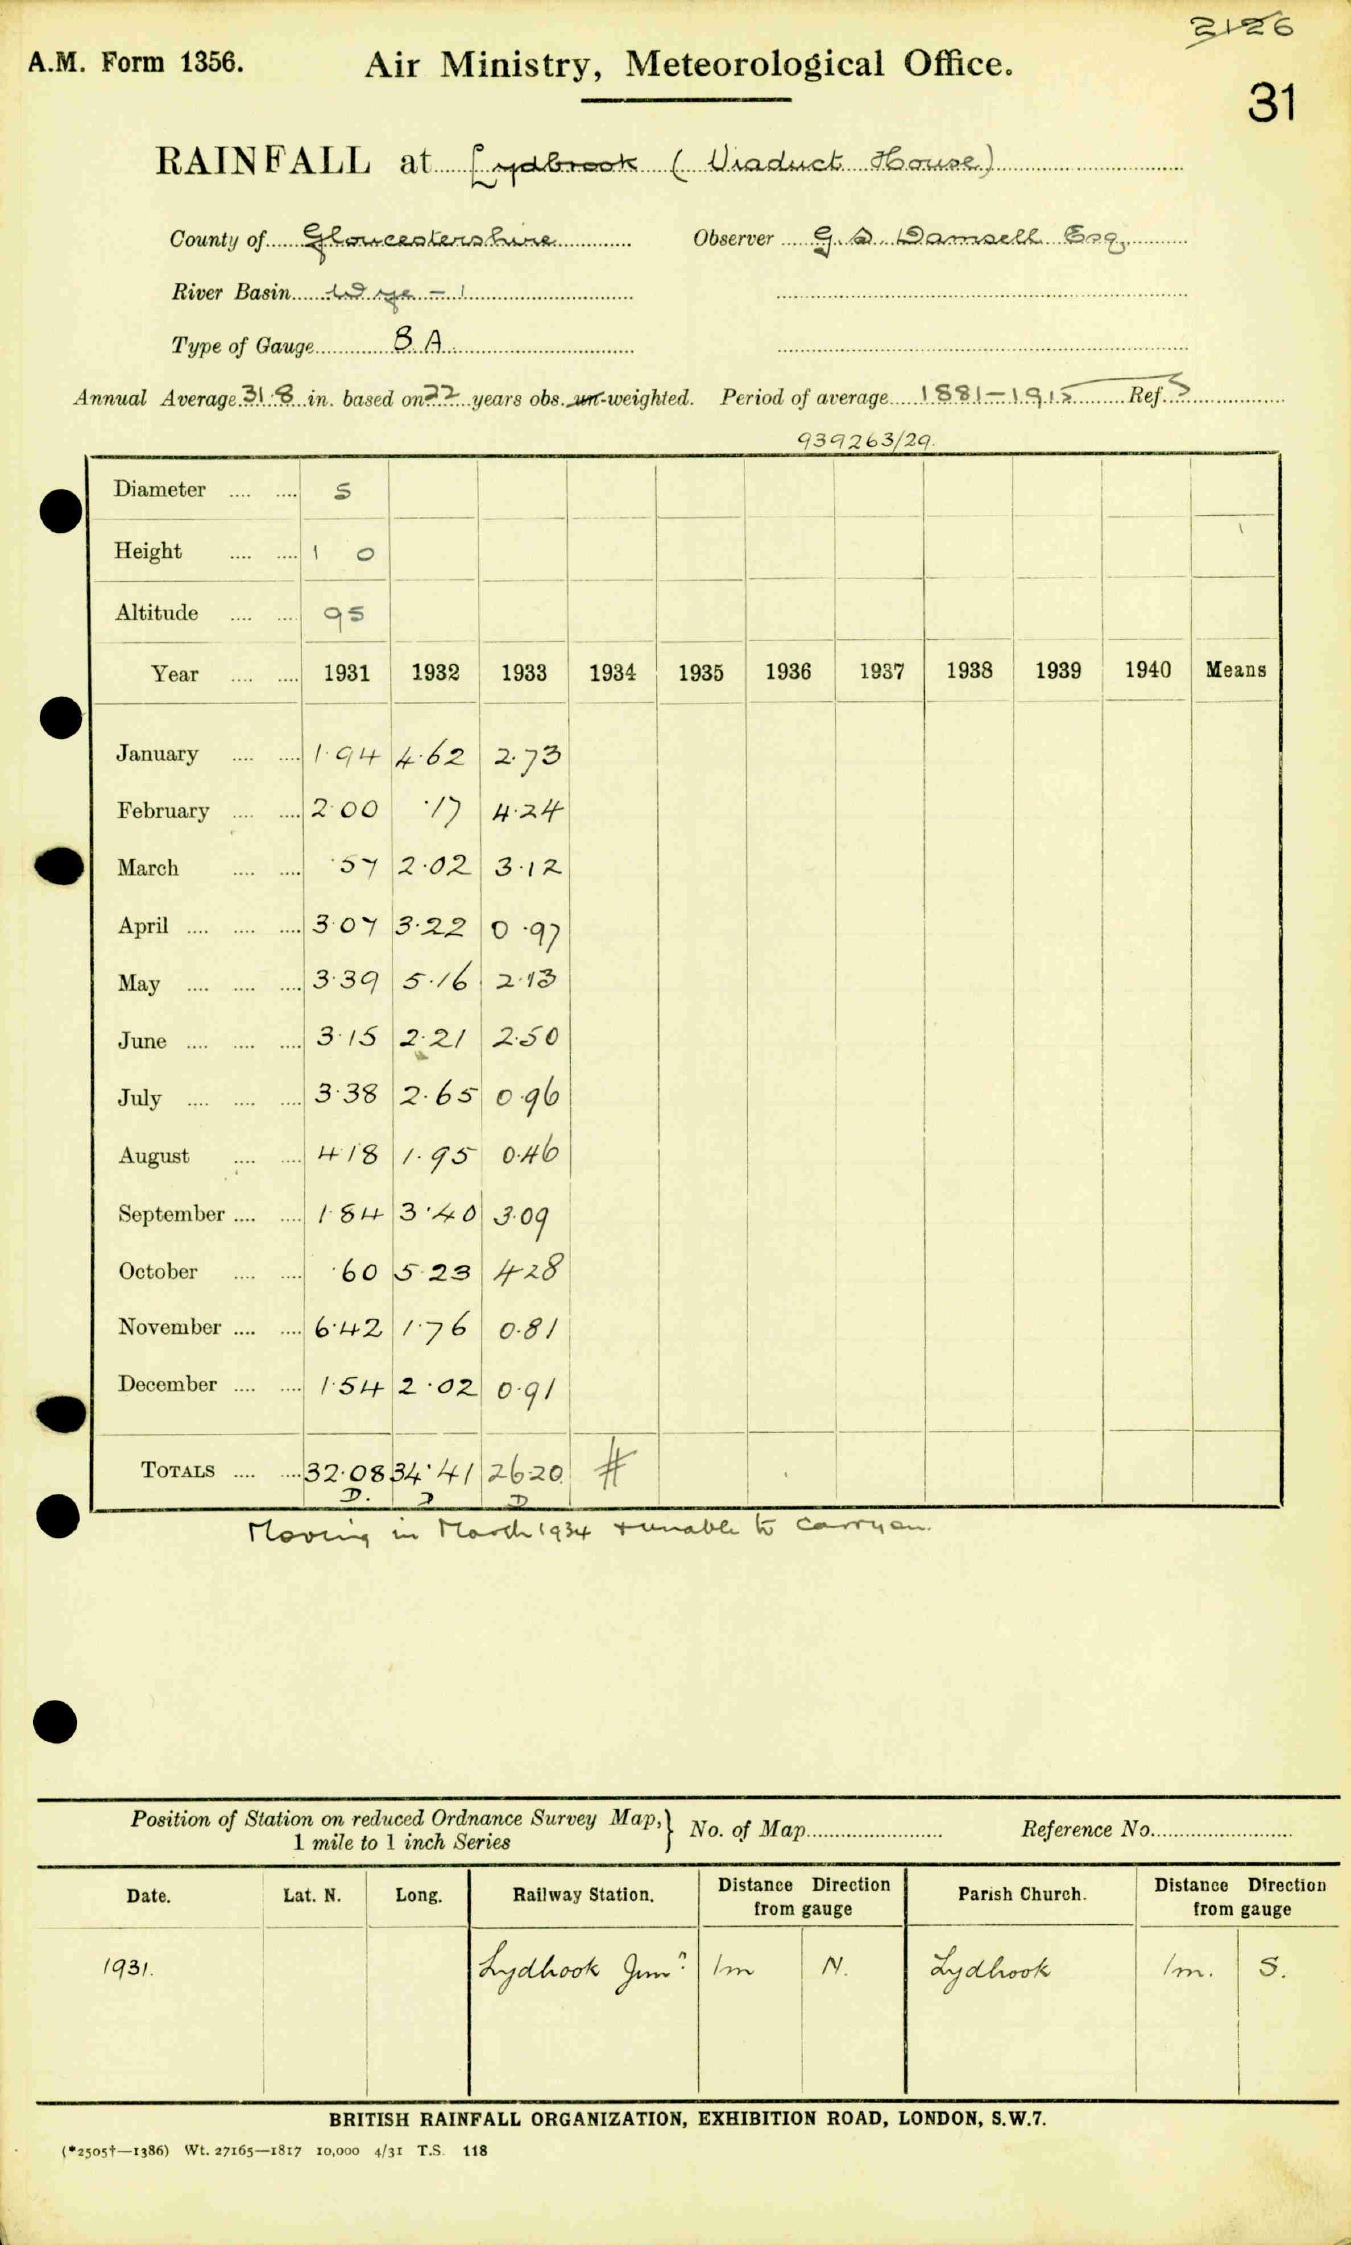 2126
A.M. Form 1356. Air Ministry, Meteorological Office.
31
RAINFALL at Lydbrook (Viaduct House)
County of Gloucestershire Observer G. D. Damsell Esq.
River Basin Wye - 1
Type of Gauge B A.
Annual Average 31.8 in. based on 22 years obs. un-weighted. Period of average 1881-1915 Ref. 5
939263/29.
Diameter .... .... 5
Height .... .... 1 0
Altitude .... .... 95
Year .... .... 1931 1932 1933 1934 1935 1936 1937 1938 1939 1940 Means
January .... .... 1.94 4.62 2.73
February .... .... 2.00 .17 4.24
March .... .... .57 2.02 3.12
April .... .... .... 3.07 3.22 0.97
May .... .... .... 3.39 5.16 2.13
June .... .... .... 3.15 2.21 2.50
July .... .... .... 3.38 2.65 0.96
August .... .... 4.18 1.95 0.46
September .... .... 1.84 3.40 3.09
October .... .... .60 5.23 4.28
November .... .... 6.42 1.76 0.81
December .... .... 1.54 2.02 0.91
TOTALS .... .... 32.08 34.41 26.20 #
D. D D
Moving in March 1934 & unable to carry on.
Position of Station on reduced Ordnance Survey Map, } No. of Map Reference No.
1 mile to 1 inch Series
Date. Lat. N. Long. Railway Station. Distance Direction from gauge Parish Church. Distance Direction from gauge
1931. Lydbrook Junn 1m N. Lydbrook 1m. S.
BRITISH RAINFALL ORGANIZATION, EXHIBITION ROAD, LONDON, S.W.7.
(*2505†—1386) Wt. 27165—1817 10,000 4/31 T.S. 118